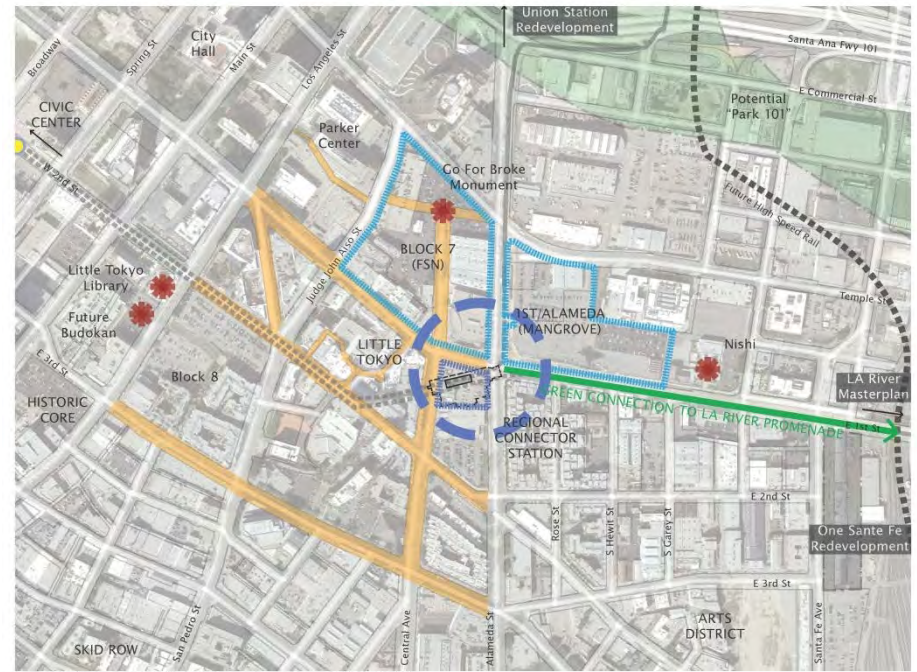 Union Station
Redevelopment
Santa Ana Fwy 101
City
Hall
Broadway
Spring St
Main St
Los Angeles St
E Commercial St
Potential
"Park 101"
CIVIC
CENTER
Parker
Center
Go For Broke
Monument
W 2nd St
Future High Speed Rail
Judge John Aiso St
BLOCK 7
(FSN)
Little Tokyo
Library
Temple St
1ST/ALAMEDA
(MANGROVE)
Future
Budokan
LITTLE
TOKYO
Nishi
E 3rd St
Block 8
LA River
Masterplan
GREEN CONNECTION TO LA RIVER PROMENADE
E 1st St
HISTORIC
CORE
REGIONAL
CONNECTOR
STATION
E 2nd St
Rose St
S Hewit St
S Garey St
One Sante Fe
Redevelopment
E 3rd St
San Pedro St
Central Ave
Alameda St
Santa Fe Ave
ARTS
DISTRICT
SKID ROW